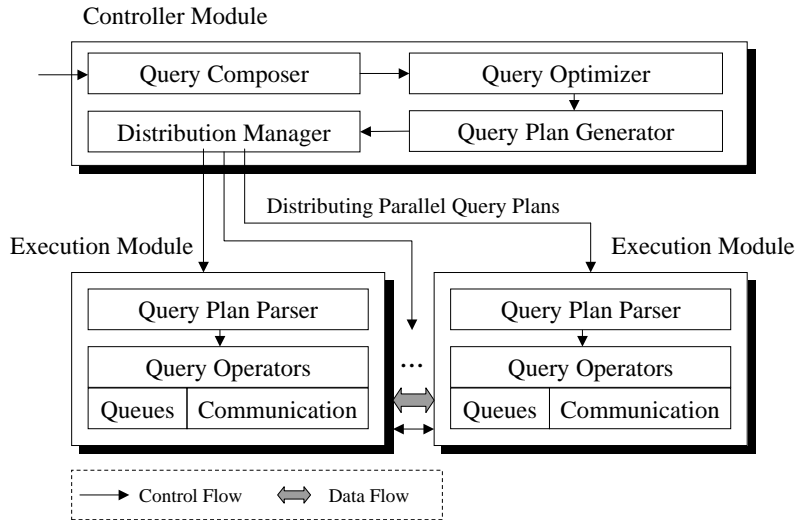 Controller Module
Query Composer
Query Optimizer
Distribution Manager
Query Plan Generator
Distributing Parallel Query Plans
Execution Module
Execution Module
Query Plan Parser
Query Plan Parser
Query Operators
...
Query Operators
Queues
Communication
Queues
Communication
Control Flow
Data Flow